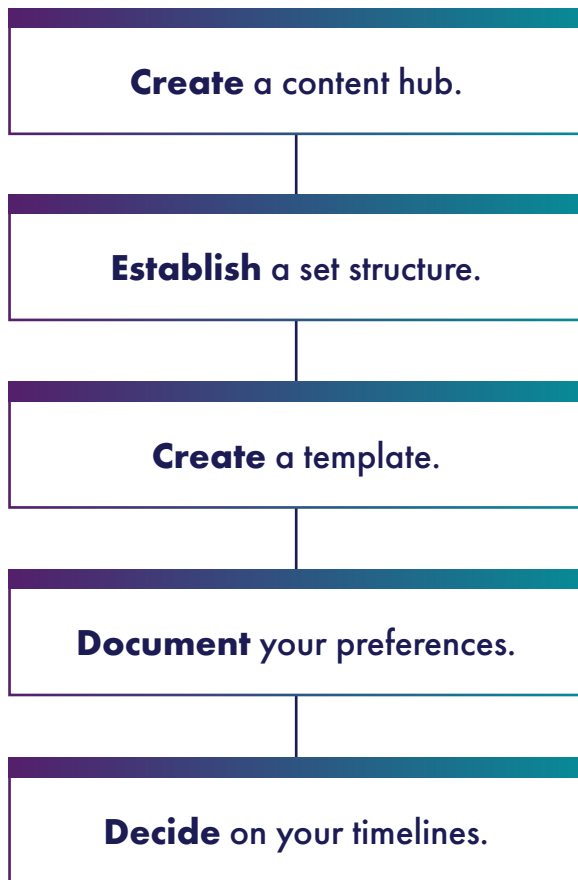 Create a content hub.
Establish a set structure.
Create a template.
Document your preferences.
Decide on your timelines.